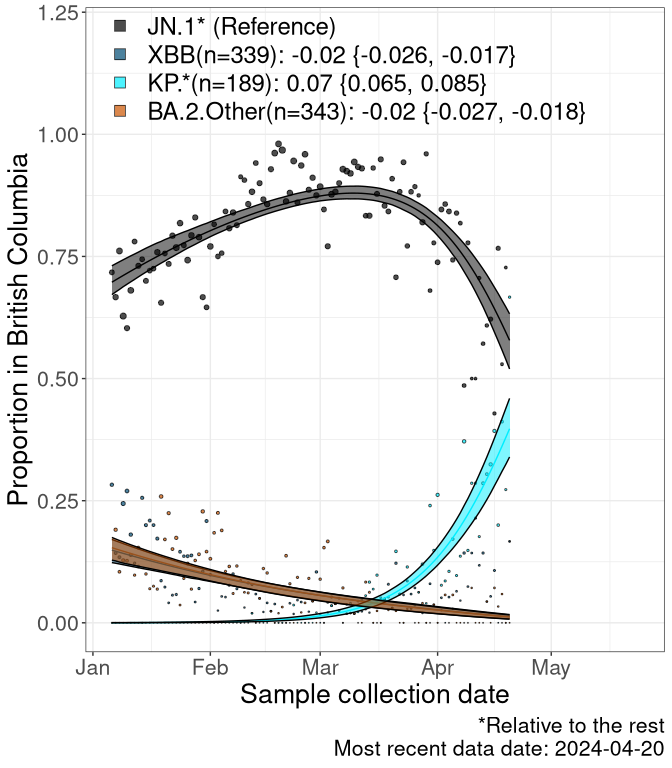 1.25
JN.1* (Reference)
XBB(n=339): -0.02 {-0.026, -0.017}
KP.*(n=189): 0.07 {0.065, 0.085}
BA.2.Other(n=343): -0.02 {-0.027, -0.018}
1.00
0.75
0.50
0.25
0.00
Proportion in British Columbia
Jan Feb Mar Apr May
Sample collection date
*Relative to the rest
Most recent data date: 2024-04-20